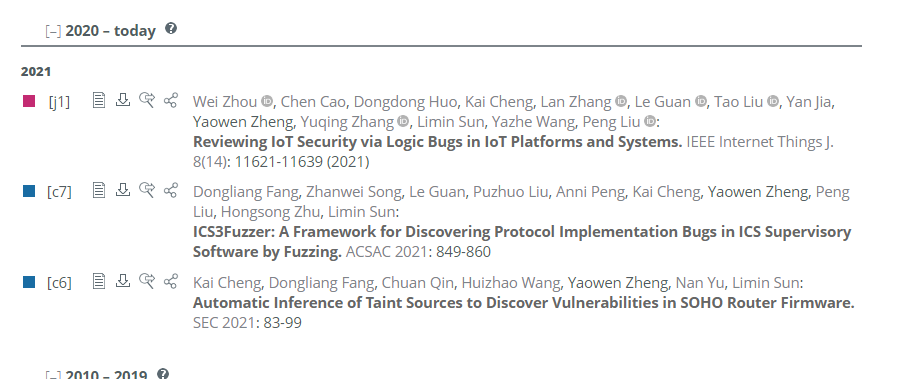 [–] 2020 – today ?
2021
[j1] Wei Zhou iD, Chen Cao, Dongdong Huo, Kai Cheng, Lan Zhang iD, Le Guan iD, Tao Liu iD, Yan Jia,
Yaowen Zheng, Yuqing Zhang iD, Limin Sun, Yazhe Wang, Peng Liu iD:
Reviewing IoT Security via Logic Bugs in IoT Platforms and Systems. IEEE Internet Things J.
8(14): 11621-11639 (2021)
[c7] Dongliang Fang, Zhanwei Song, Le Guan, Puzhuo Liu, Anni Peng, Kai Cheng, Yaowen Zheng, Peng
Liu, Hongsong Zhu, Limin Sun:
ICS3Fuzzer: A Framework for Discovering Protocol Implementation Bugs in ICS Supervisory
Software by Fuzzing. ACSAC 2021: 849-860
[c6] Kai Cheng, Dongliang Fang, Chuan Qin, Huizhao Wang, Yaowen Zheng, Nan Yu, Limin Sun:
Automatic Inference of Taint Sources to Discover Vulnerabilities in SOHO Router Firmware.
SEC 2021: 83-99
[–] 2010 – 2019 ?